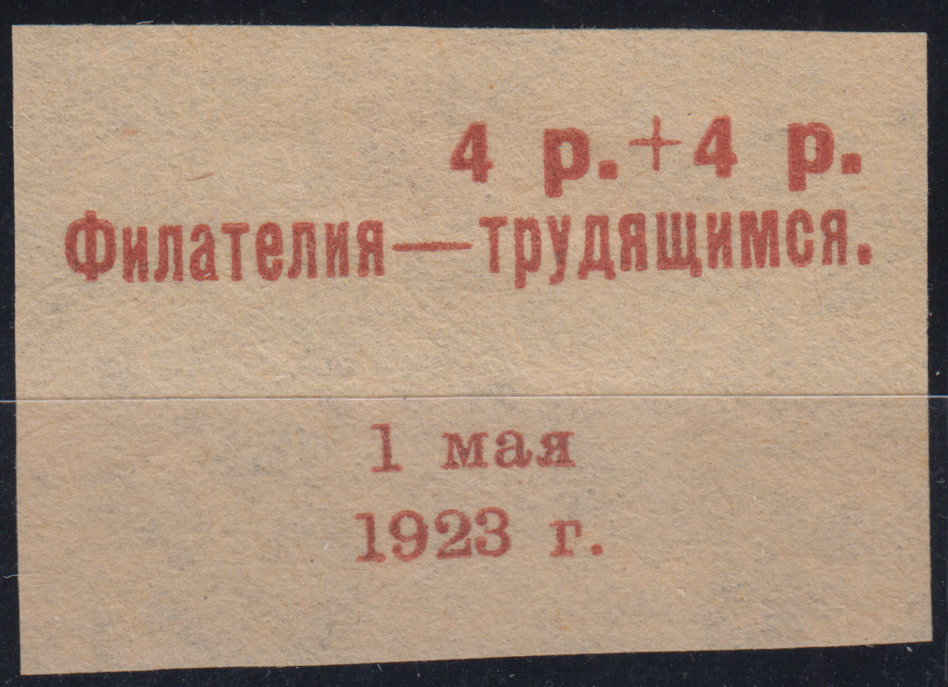 4 р.+4 р.
Филателия—трудящимся.
1 мая
1923 г.